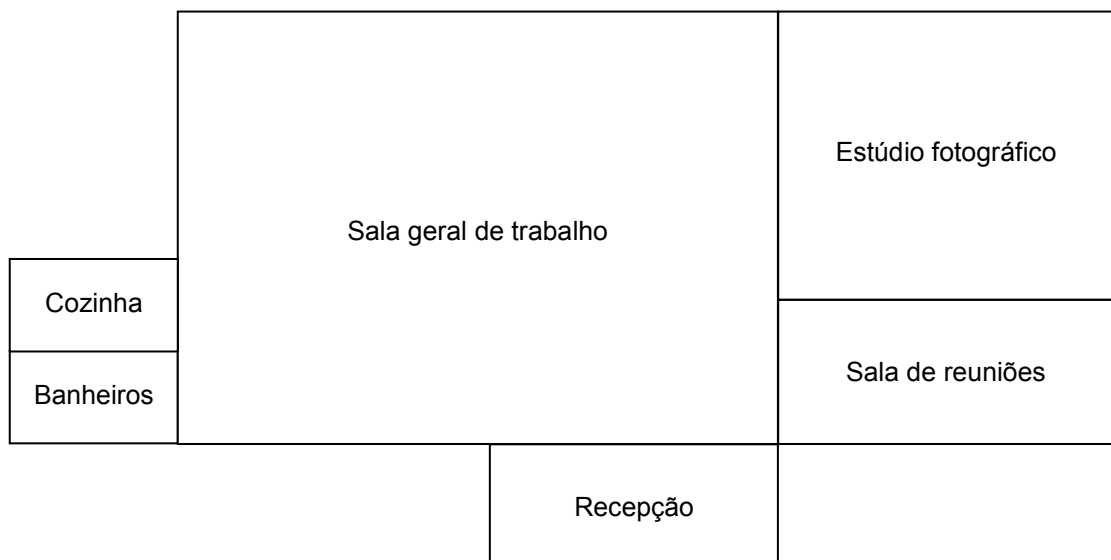 Estúdio fotográfico
Sala geral de trabalho
Cozinha
Sala de reuniões
Banheiros
Recepção